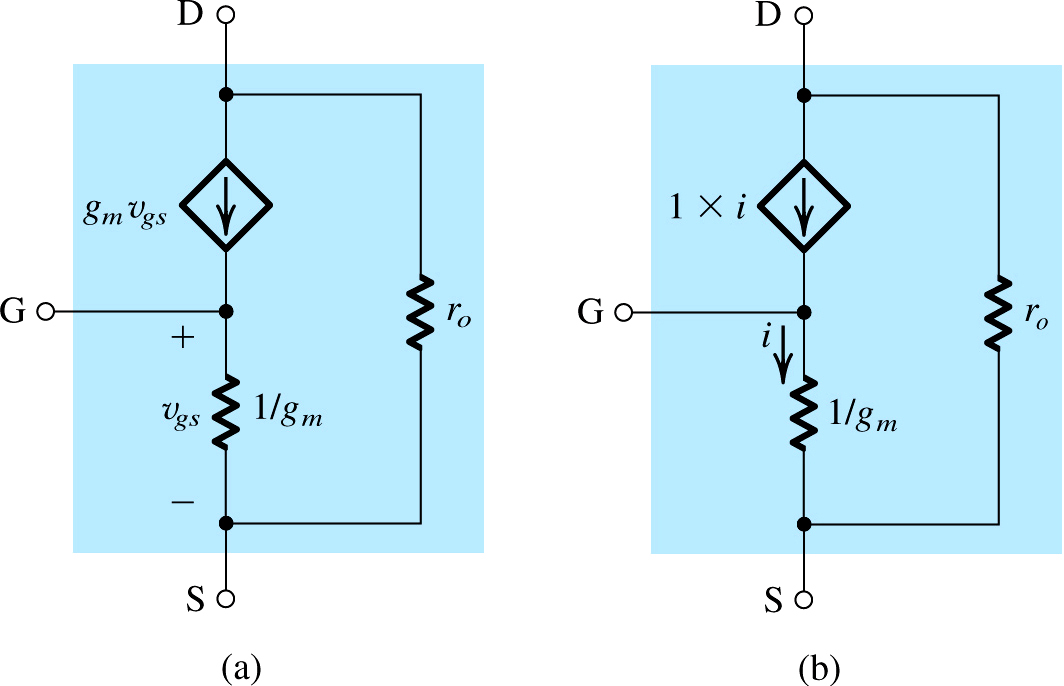 D
g_m v_gs
G
+
r_o
v_gs
1/g_m
−
S
(a)
D
1 × i
G
i
r_o
1/g_m
S
(b)